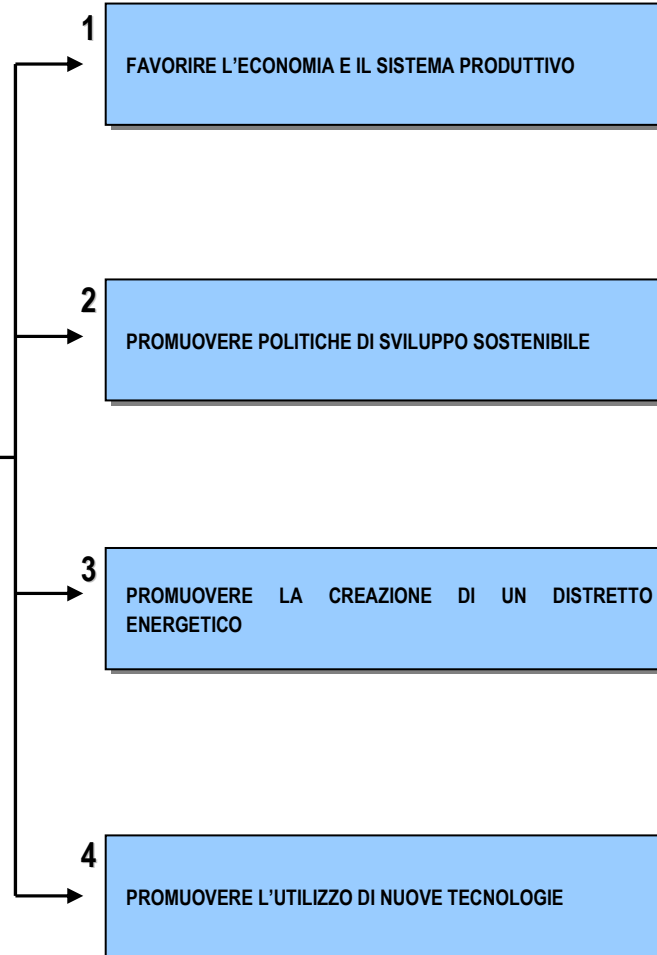 1
FAVORIRE L’ECONOMIA E IL SISTEMA PRODUTTIVO
2
PROMUOVERE POLITICHE DI SVILUPPO SOSTENIBILE
3
PROMUOVERE LA CREAZIONE DI UN DISTRETTO
ENERGETICO
4
PROMUOVERE L’UTILIZZO DI NUOVE TECNOLOGIE